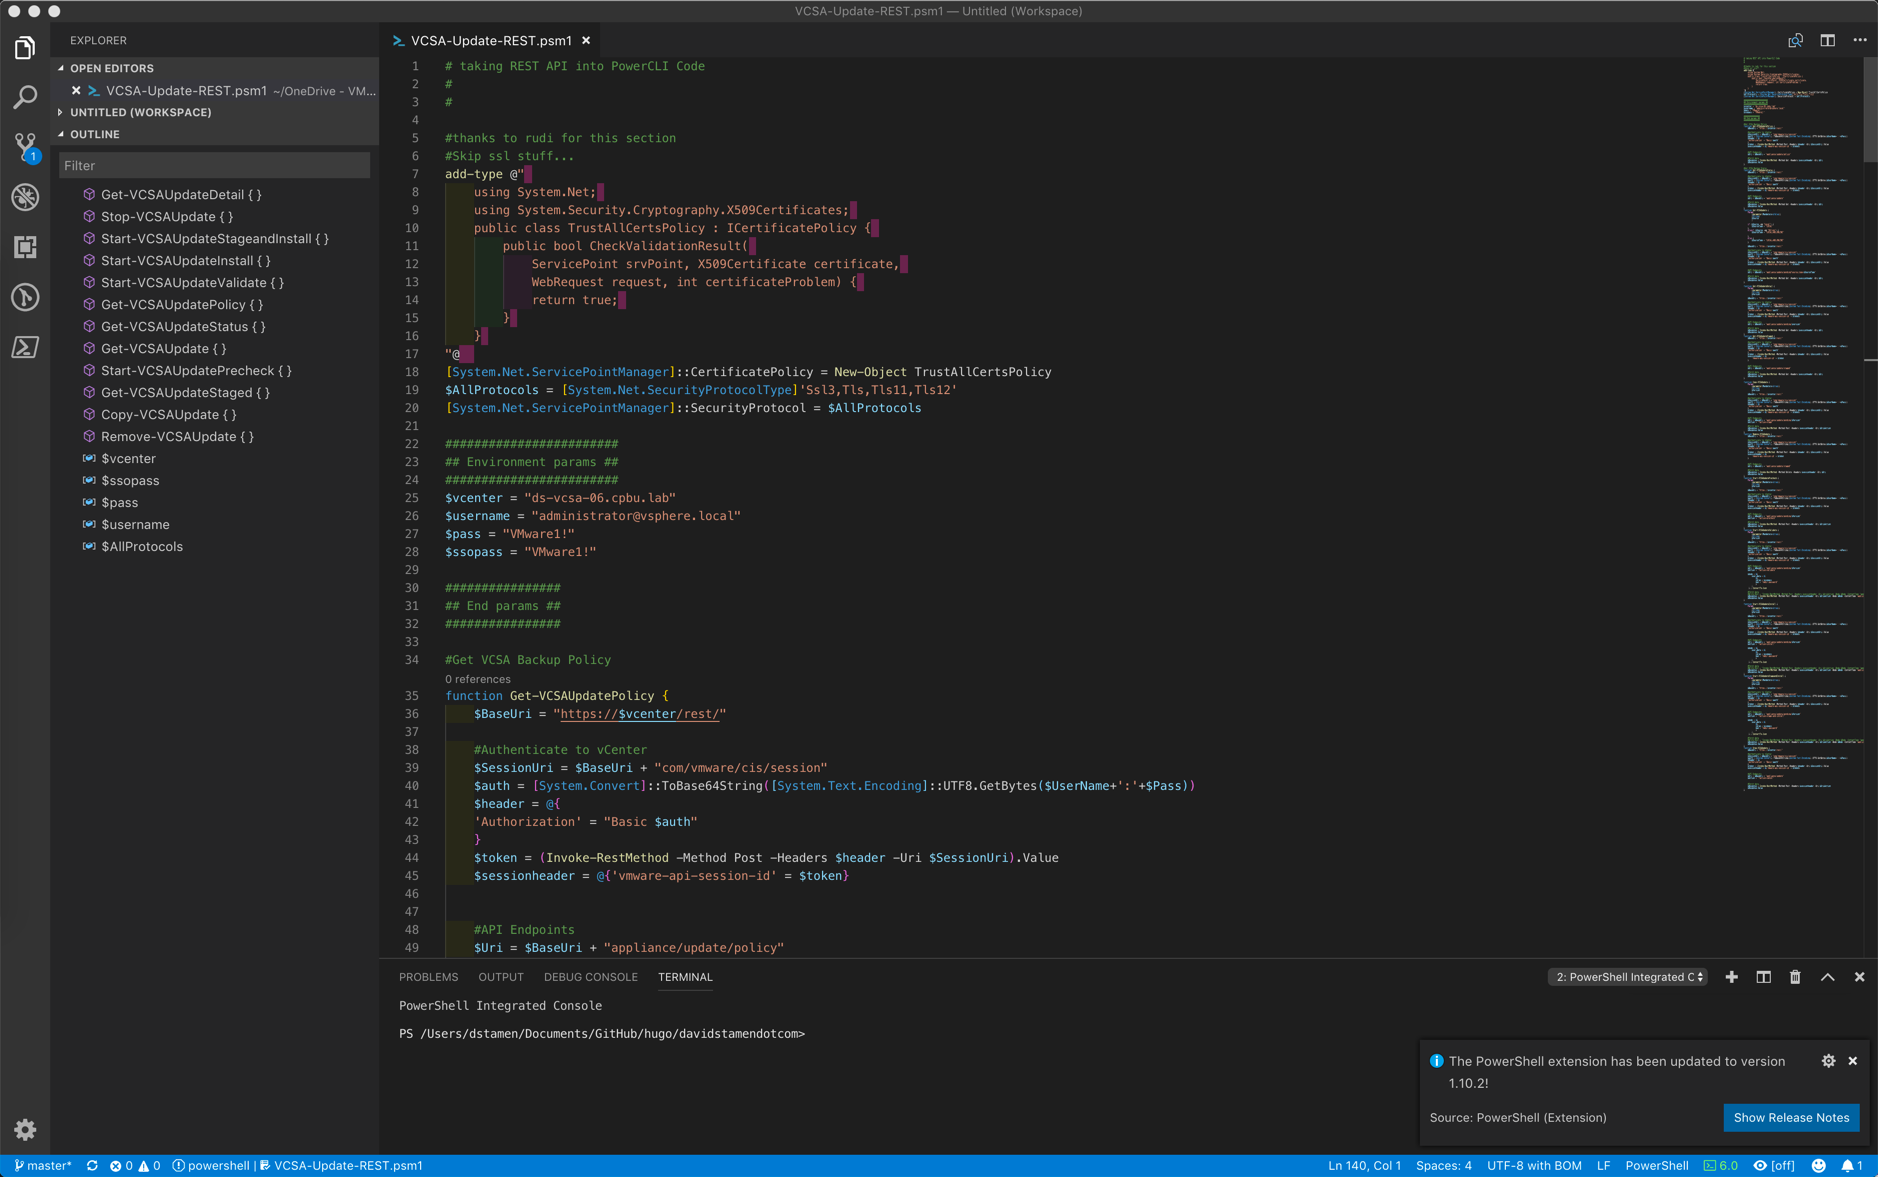 VCSA-Update-REST.psm1 — Untitled (Workspace)
EXPLORER
OPEN EDITORS
VCSA-Update-REST.psm1 ~/OneDrive - VM...
UNTITLED (WORKSPACE)
OUTLINE
Filter
Get-VCSAUpdateDetail { }
Stop-VCSAUpdate { }
Start-VCSAUpdateStageandInstall { }
Start-VCSAUpdateInstall { }
Start-VCSAUpdateValidate { }
Get-VCSAUpdatePolicy { }
Get-VCSAUpdateStatus { }
Get-VCSAUpdate { }
Start-VCSAUpdatePrecheck { }
Get-VCSAUpdateStaged { }
Copy-VCSAUpdate { }
Remove-VCSAUpdate { }
$vcenter
$ssopass
$pass
$username
$AllProtocols
1
VCSA-Update-REST.psm1
1 # taking REST API into PowerCLI Code
2 #
3 #
4
5 #thanks to rudi for this section
6 #Skip ssl stuff...
7 add-type @"
8 using System.Net;
9 using System.Security.Cryptography.X509Certificates;
10 public class TrustAllCertsPolicy : ICertificatePolicy {
11 public bool CheckValidationResult(
12 ServicePoint srvPoint, X509Certificate certificate,
13 WebRequest request, int certificateProblem) {
14 return true;
15 }
16 }
17 "@
18 [System.Net.ServicePointManager]::CertificatePolicy = New-Object TrustAllCertsPolicy
19 $AllProtocols = [System.Net.SecurityProtocolType]'Ssl3,Tls,Tls11,Tls12'
20 [System.Net.ServicePointManager]::SecurityProtocol = $AllProtocols
21
22 ########################
23 ## Environment params ##
24 ########################
25 $vcenter = "ds-vcsa-06.cpbu.lab"
26 $username = "administrator@vsphere.local"
27 $pass = "VMware1!"
28 $ssopass = "VMware1!"
29
30 ################
31 ## End params ##
32 ################
33
34 #Get VCSA Backup Policy
0 references
35 function Get-VCSAUpdatePolicy {
36 $BaseUri = "https://$vcenter/rest/"
37
38 #Authenticate to vCenter
39 $SessionUri = $BaseUri + "com/vmware/cis/session"
40 $auth = [System.Convert]::ToBase64String([System.Text.Encoding]::UTF8.GetBytes($UserName+':'+$Pass))
41 $header = @{
42 'Authorization' = "Basic $auth"
43 }
44 $token = (Invoke-RestMethod -Method Post -Headers $header -Uri $SessionUri).Value
45 $sessionheader = @{'vmware-api-session-id' = $token}
46
47
48 #API Endpoints
49 $Uri = $BaseUri + "appliance/update/policy"
PROBLEMS OUTPUT DEBUG CONSOLE TERMINAL
2: PowerShell Integrated C
PowerShell Integrated Console
PS /Users/dstamen/Documents/GitHub/hugo/davidstamendotcom>
The PowerShell extension has been updated to version
1.10.2!
Source: PowerShell (Extension)
Show Release Notes
master* 0 0 powershell | VCSA-Update-REST.psm1
Ln 140, Col 1 Spaces: 4 UTF-8 with BOM LF PowerShell 6.0 [off] 1